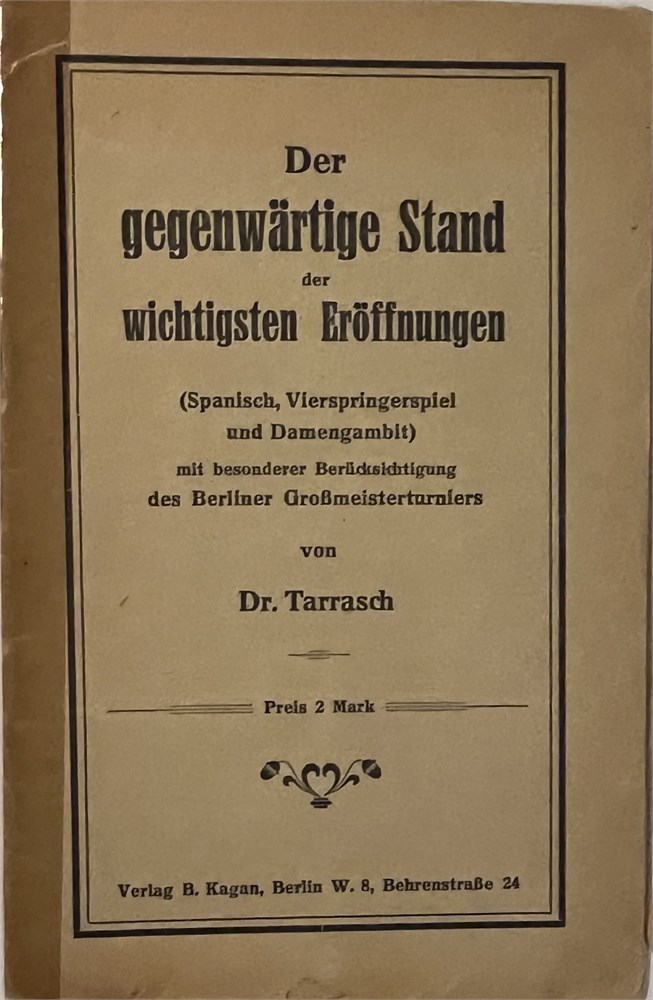 Der
gegenwärtige Stand
der
wichtigsten Eröffnungen
(Spanisch, Vierspringerspiel
und Damengambit)
mit besonderer Berücksichtigung
des Berliner Großmeisterturniers
von
Dr. Tarrasch
Preis 2 Mark
Verlag B. Kagan, Berlin W. 8, Behrenstraße 24